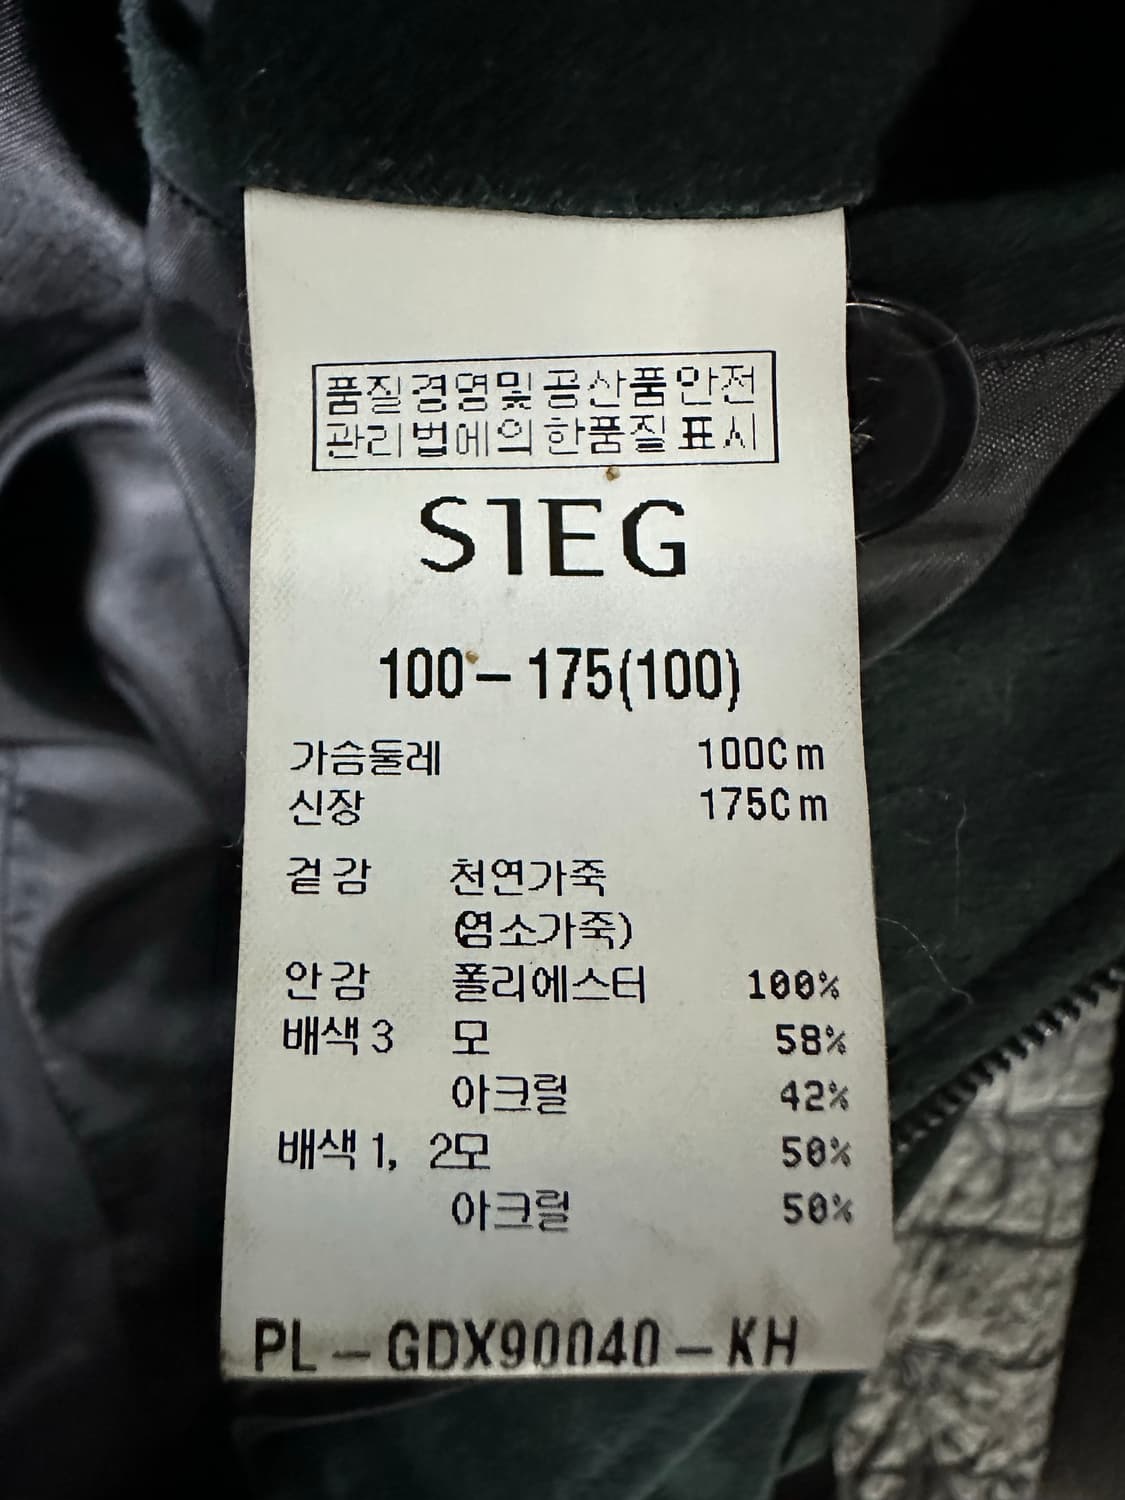 품질경영및공산품안전
관리법에의한품질표시
SIEG
100-175(100)
가슴둘레 100Cm
신장 175Cm
겉감 천연가죽
(염소가죽)
안감 폴리에스터 100%
배색3 모 58%
아크릴 42%
배색1, 2모 50%
아크릴 50%
PL-GDX90040-KH